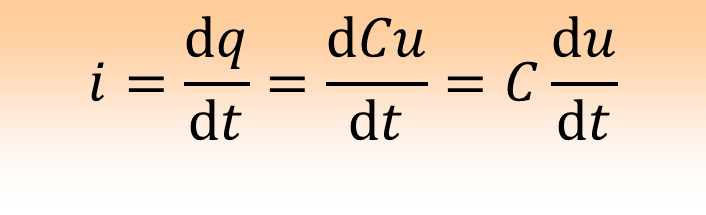 i = dq/dt = dCu/dt = C du/dt